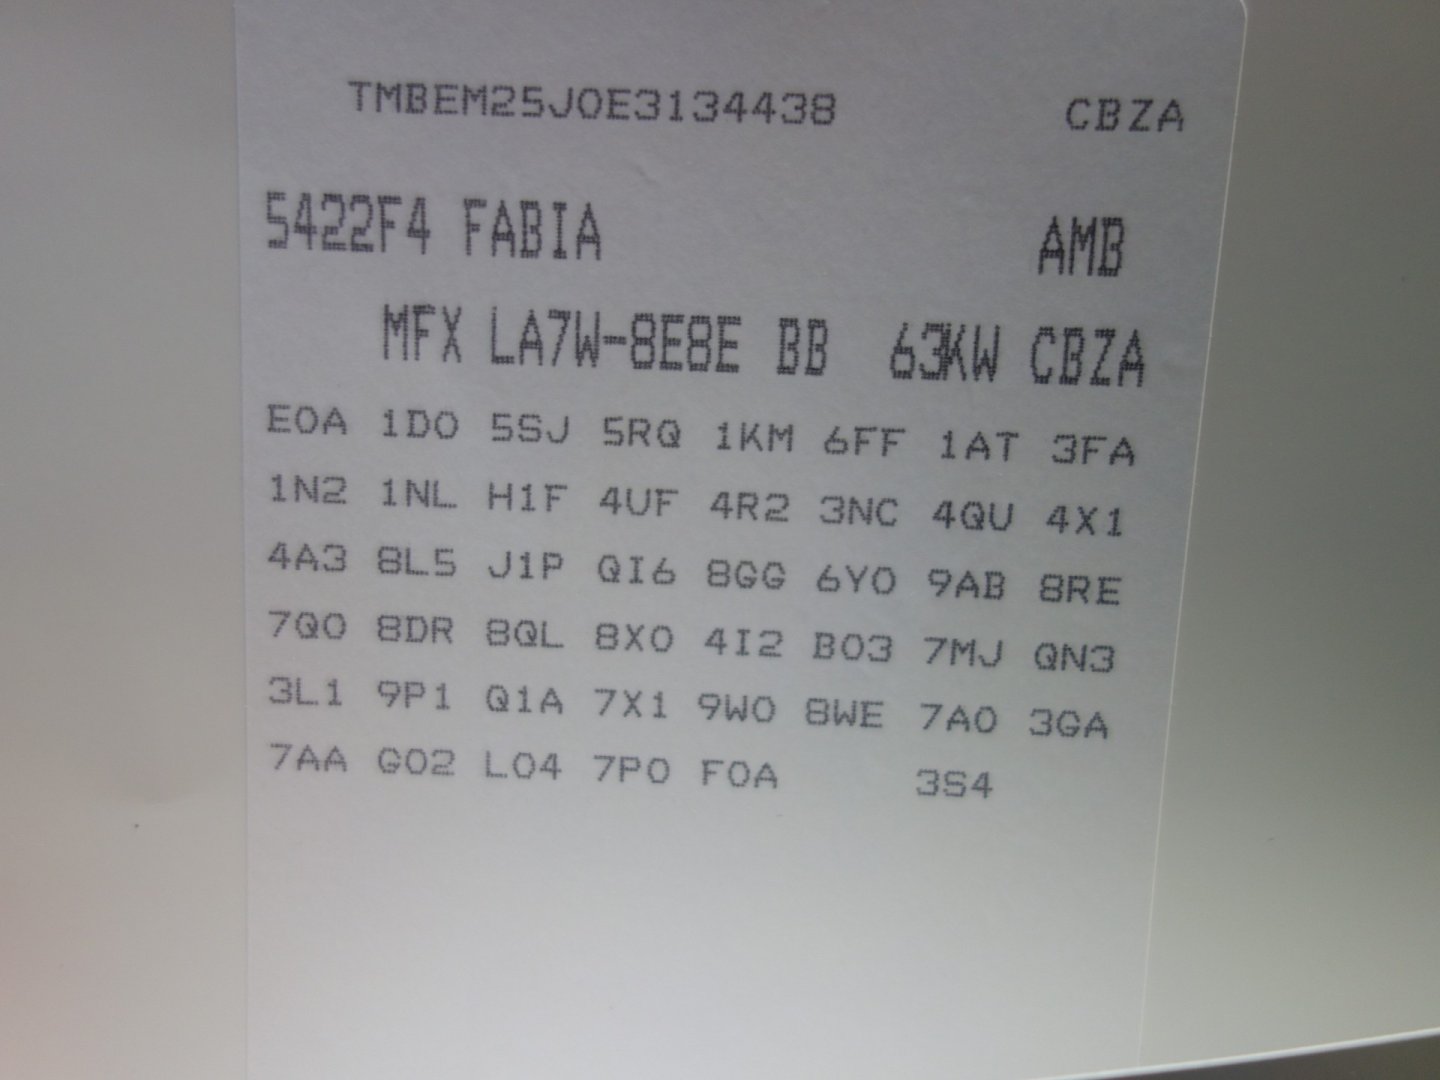 TMBEM25J0E3134438 CBZA
5422F4 FABIA AMB
MFX LA7W-8E8E BB 63KW CBZA
E0A 1D0 5SJ 5RQ 1KM 6FF 1AT 3FA
1N2 1NL H1F 4UF 4R2 3NC 4QU 4X1
4A3 8L5 J1P QI6 8GG 6Y0 9AB 8RE
7Q0 8DR 8QL 8X0 4I2 B03 7MJ QN3
3L1 9P1 Q1A 7X1 9W0 8WE 7A0 3GA
7AA G02 L04 7P0 F0A 3S4